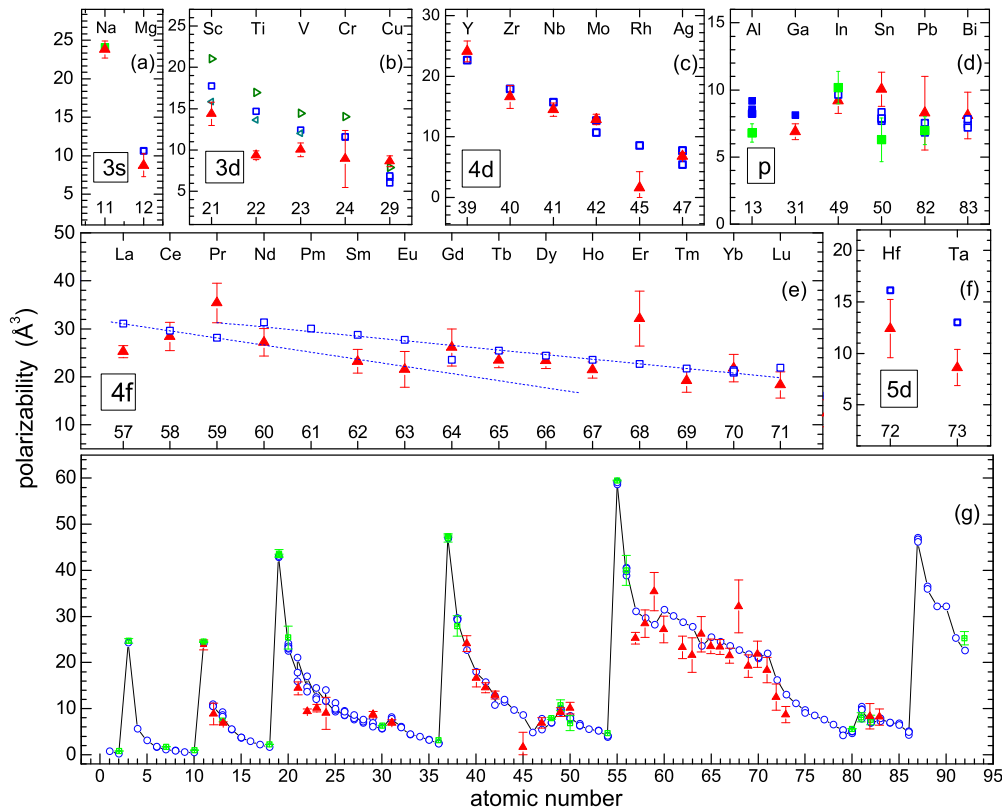 Na Mg
(a)
3s
25
20
15
10
5
11 12
Sc Ti V Cr Cu
(b)
3d
25
20
15
10
5
21 22 23 24 29
Y Zr Nb Mo Rh Ag
(c)
4d
30
20
10
0
39 40 41 42 45 47
Al Ga In Sn Pb Bi
(d)
p
15
10
5
0
13 31 49 50 82 83
La Ce Pr Nd Pm Sm Eu Gd Tb Dy Ho Er Tm Yb Lu
(e)
4f
50
40
30
20
10
57 58 59 60 61 62 63 64 65 66 67 68 69 70 71
Hf Ta
(f)
5d
20
15
10
5
0
72 73
polarizability (Å³)
(g)
60
50
40
30
20
10
0
0 5 10 15 20 25 30 35 40 45 50 55 60 65 70 75 80 85 90 95
atomic number